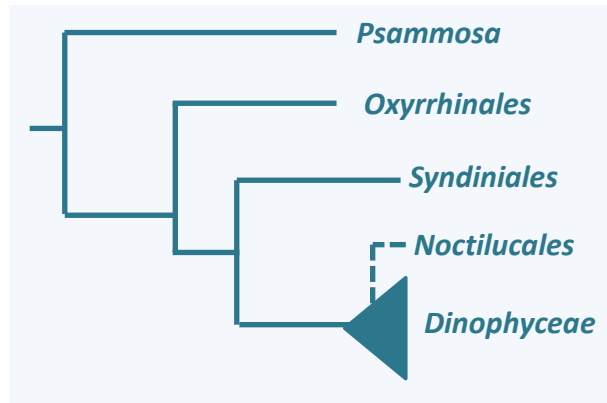 Psammosa
Oxyrrhinales
Syndiniales
Noctilucales
Dinophyceae